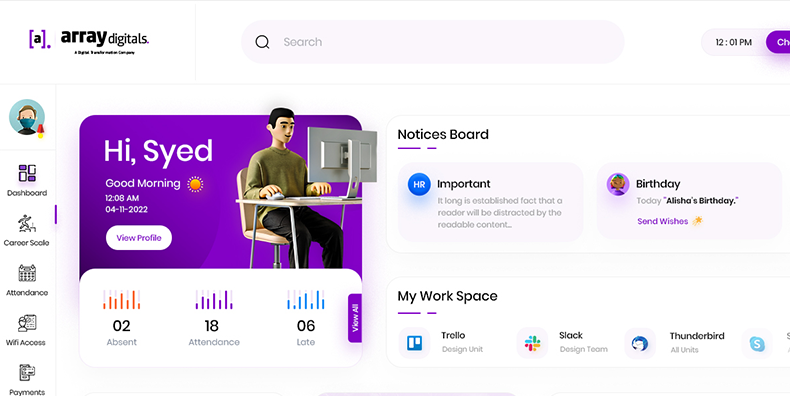 [a].
array digitals.
A Digital Transformation Company
Search
12 : 01 PM
Ch
Dashboard
Career Scale
Attendance
Wifi Access
Payments
Hi, Syed
Good Morning
12:08 AM
04-11-2022
View Profile
02
Absent
18
Attendance
06
Late
View All
Notices Board
HR
Important
It long is established fact that a
reader will be distracted by the
readable content...
Birthday
Today "Alisha's Birthday."
Send Wishes
My Work Space
Trello
Design Unit
Slack
Design Team
Thunderbird
All Units
S